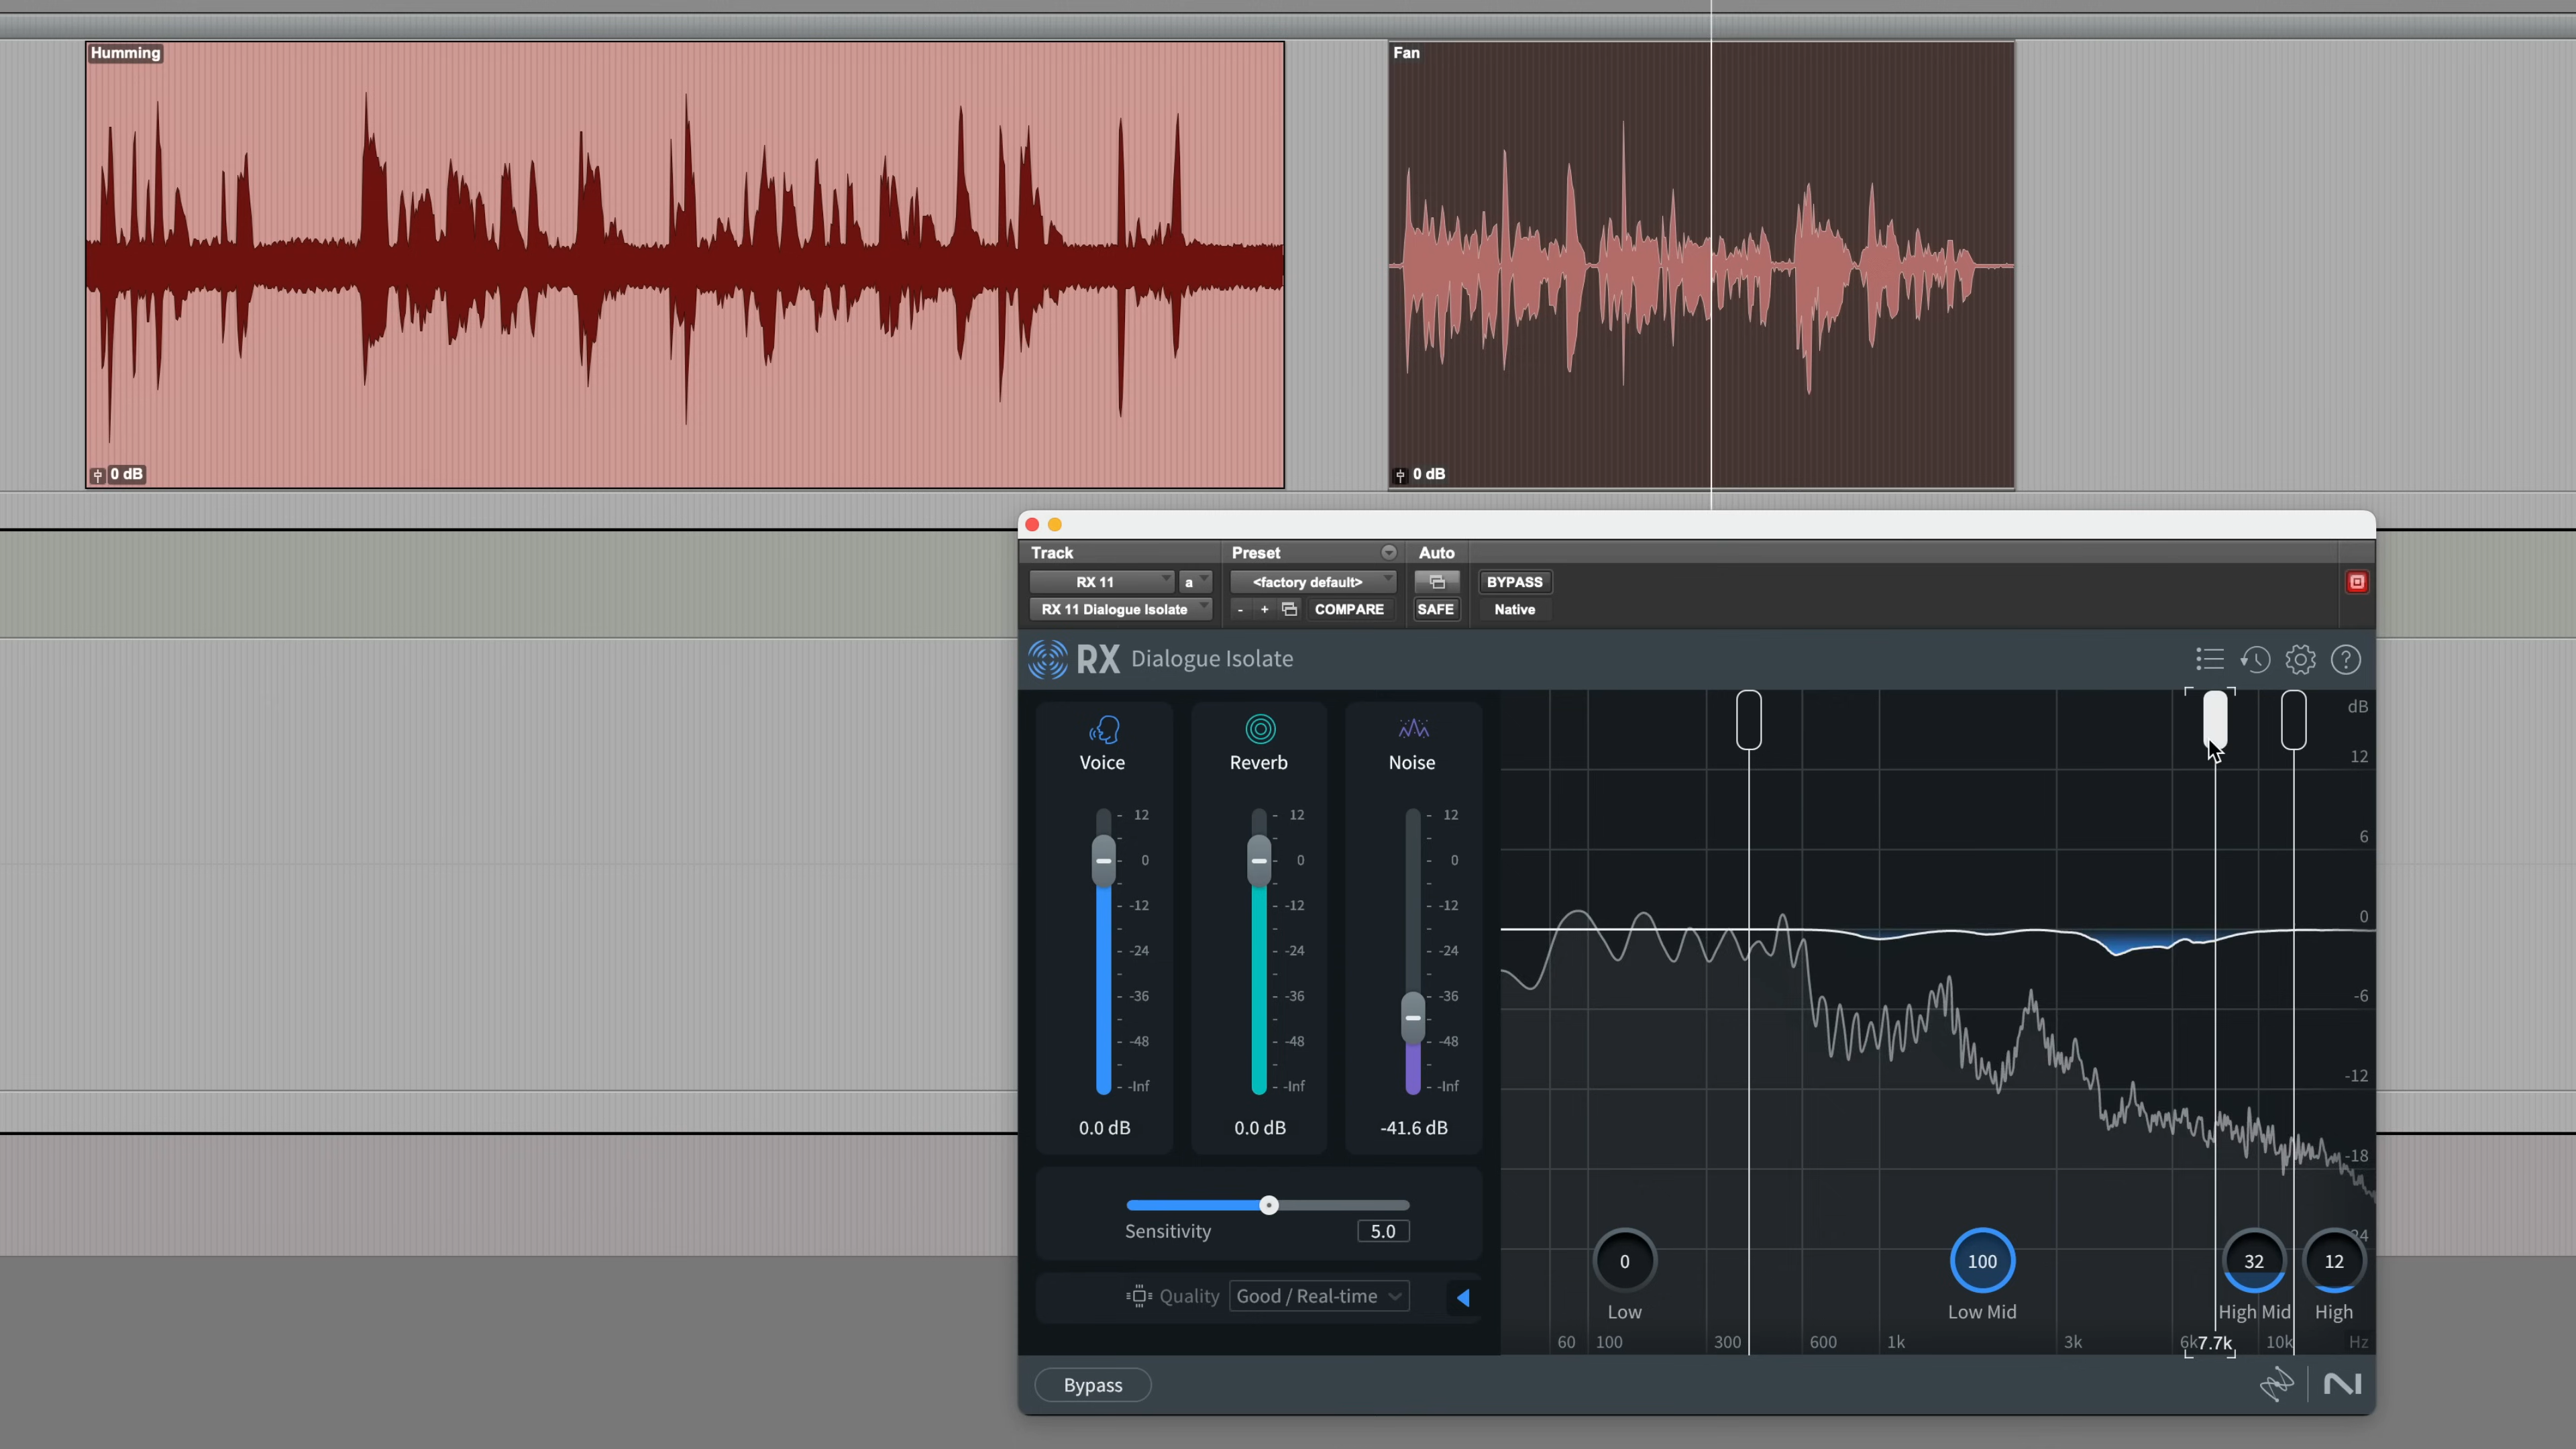 Humming
Fan
0 dB
0 dB
Track Preset Auto
RX 11 a <factory default> BYPASS
RX 11 Dialogue Isolate - + COMPARE SAFE Native
RX Dialogue Isolate
Voice Reverb Noise
dB
12 12 12
12
0 0 0
6
-12 -12 -12
0
-24 -24 -24
-36 -36 -36
-6
-48 -48 -48
-Inf -Inf -Inf
-12
0.0 dB 0.0 dB -41.6 dB
-18
Sensitivity 5.0
24
0 100 32 12
Quality Good / Real-time
Low Low Mid High Mid High
60 100 300 600 1k 3k 6k 7.7k 10k Hz
Bypass